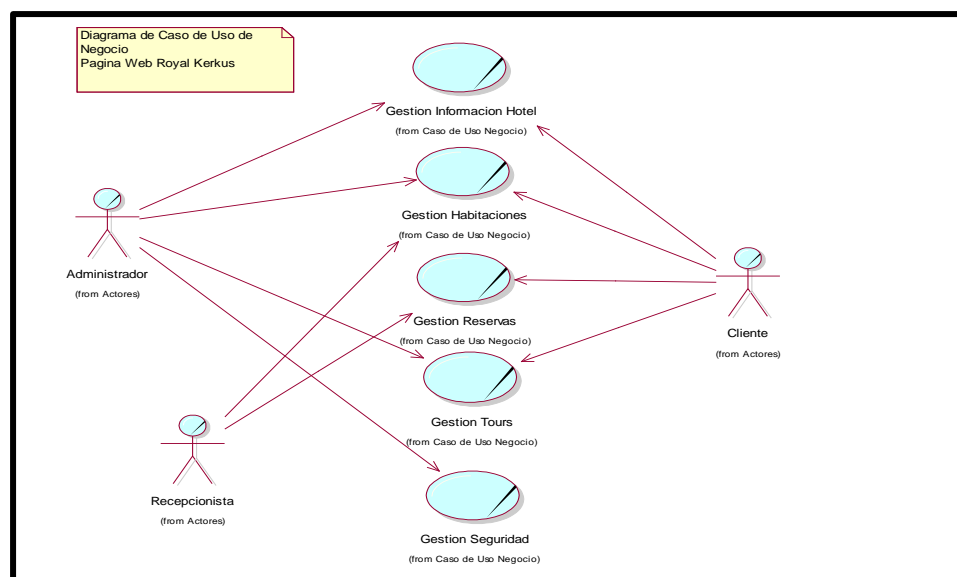 Diagrama de Caso de Uso de
Negocio
Pagina Web Royal Kerkus
Gestion Informacion Hotel
(from Caso de Uso Negocio)
Gestion Habitaciones
(from Caso de Uso Negocio)
Administrador
(from Actores)
Gestion Reservas
(from Caso de Uso Negocio)
Cliente
(from Actores)
Gestion Tours
(from Caso de Uso Negocio)
Recepcionista
(from Actores)
Gestion Seguridad
(from Caso de Uso Negocio)